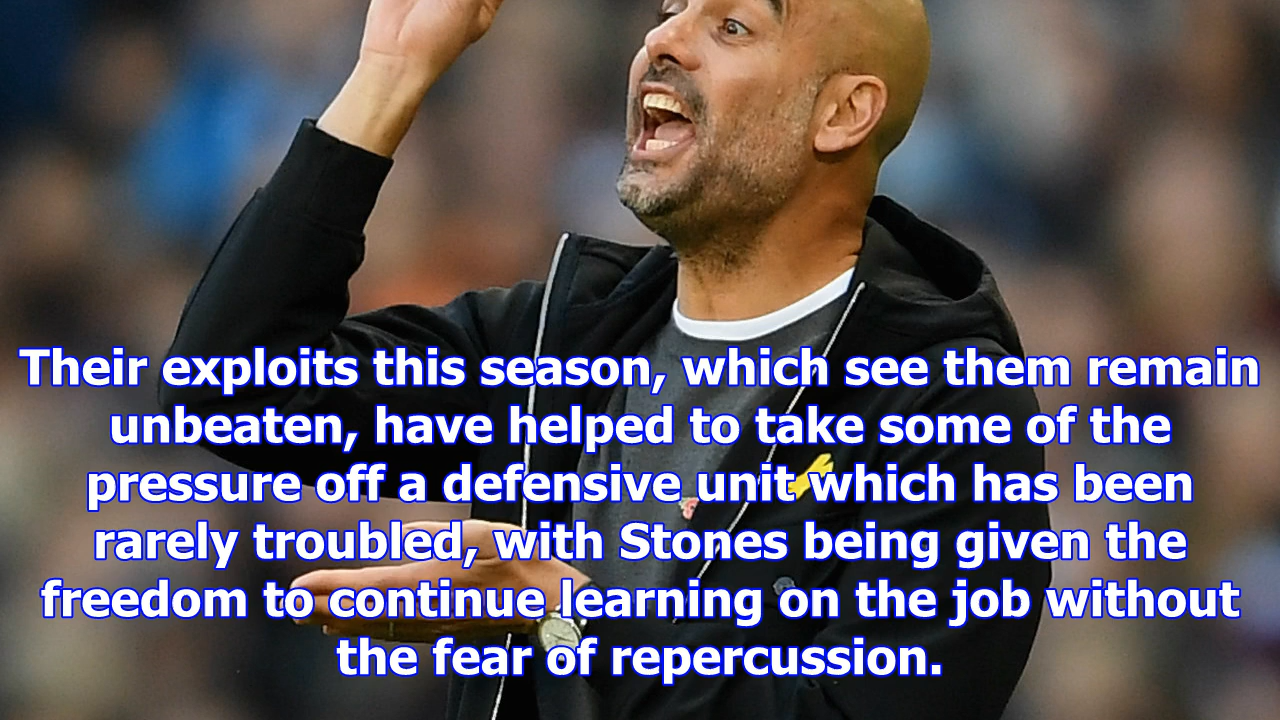 Their exploits this season, which see them remain
unbeaten, have helped to take some of the
pressure off a defensive unit which has been
rarely troubled, with Stones being given the
freedom to continue learning on the job without
the fear of repercussion.